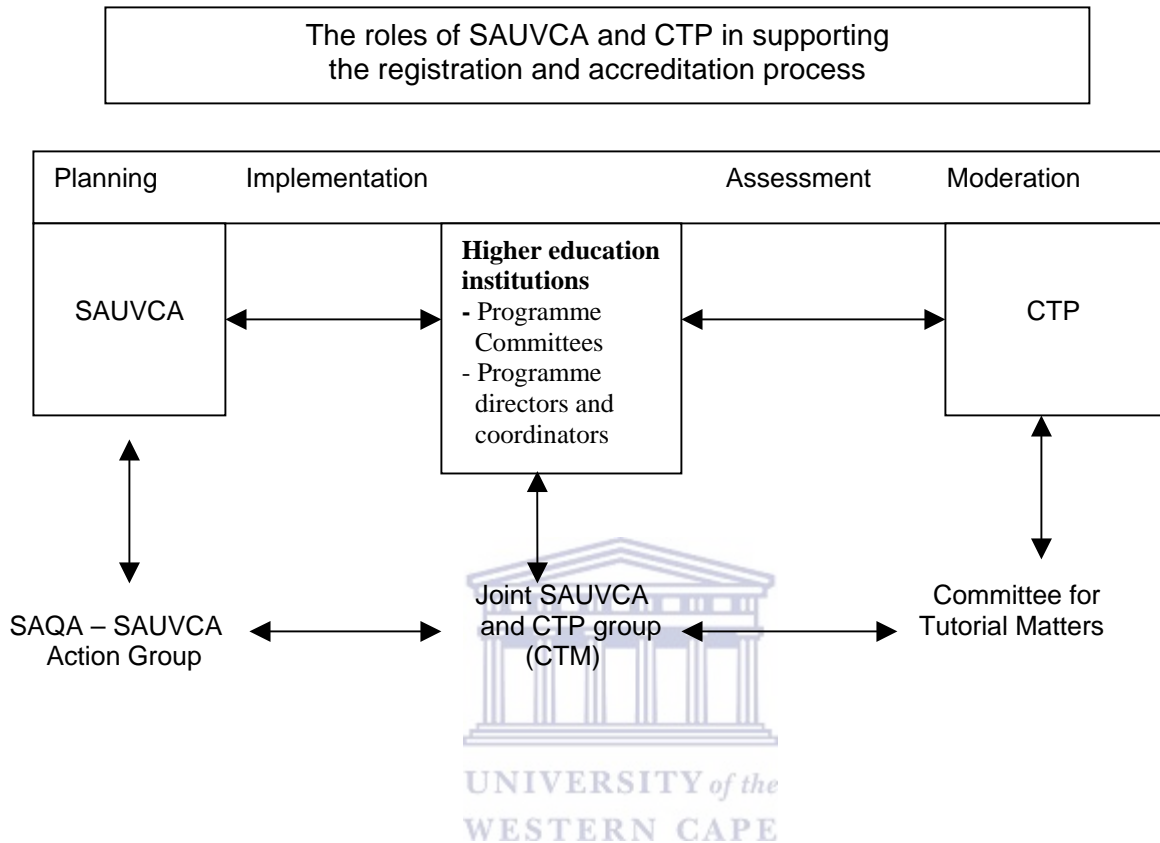 The roles of SAUVCA and CTP in supporting
the registration and accreditation process
Planning Implementation Assessment Moderation
SAUVCA
Higher education
institutions
- Programme
Committees
- Programme
directors and
coordinators
CTP
SAQA – SAUVCA
Action Group
Joint SAUVCA
and CTP group
(CTM)
Committee for
Tutorial Matters
UNIVERSITY of the
WESTERN CAPE